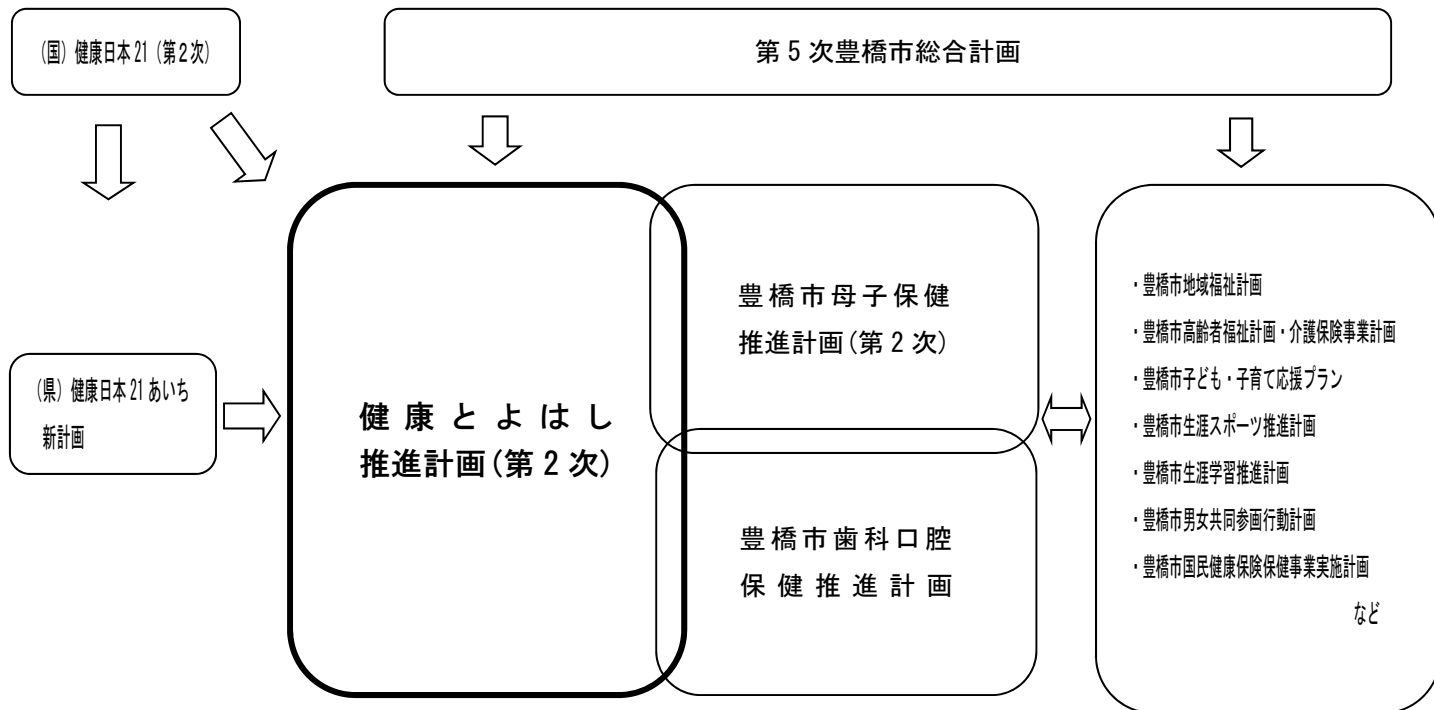 （国）健康日本21（第２次）
第５次豊橋市総合計画
（県）健康日本21あいち
新計画
健康とよはし
推進計画（第２次）
豊橋市母子保健
推進計画（第２次）
豊橋市歯科口腔
保健推進計画
・豊橋市地域福祉計画
・豊橋市高齢者福祉計画・介護保険事業計画
・豊橋市子ども・子育て応援プラン
・豊橋市生涯スポーツ推進計画
・豊橋市生涯学習推進計画
・豊橋市男女共同参画行動計画
・豊橋市国民健康保険保健事業実施計画
など